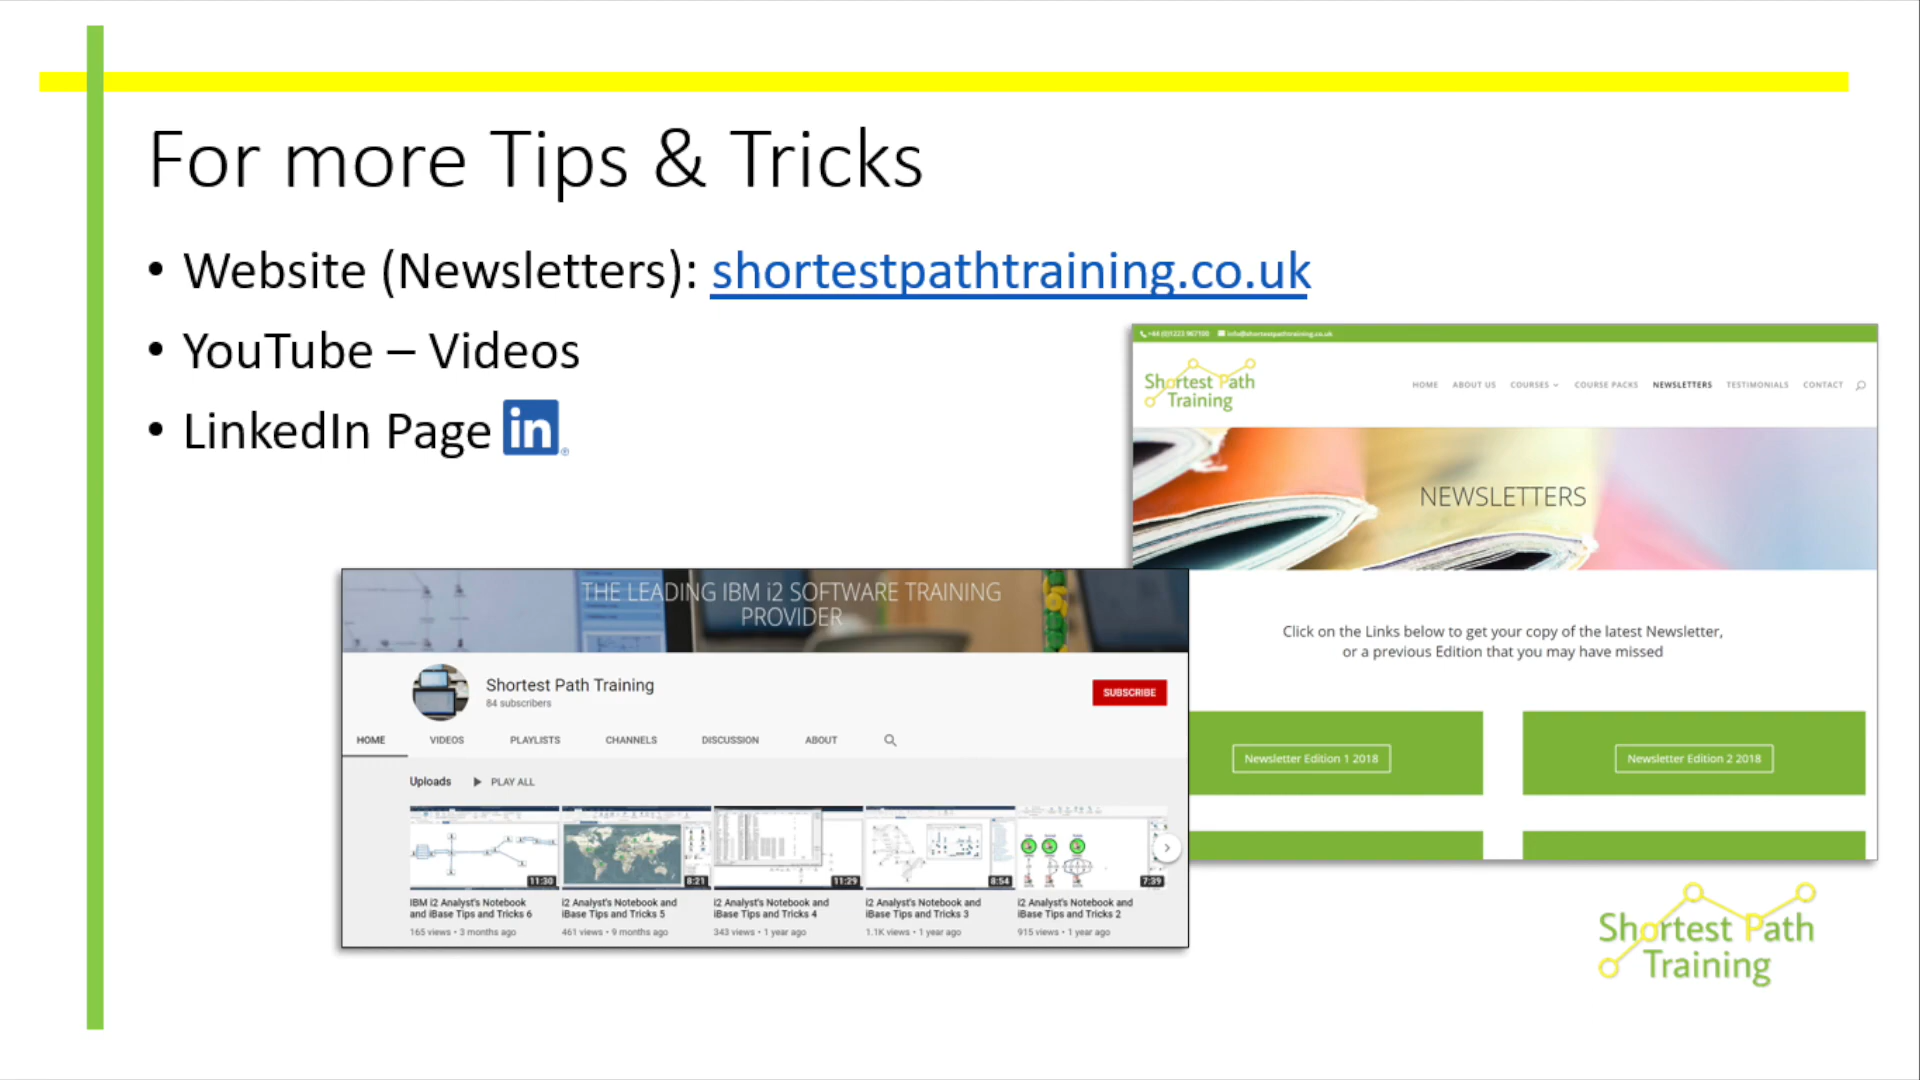 For more Tips & Tricks
• Website (Newsletters): shortestpathtraining.co.uk
• YouTube – Videos
• LinkedIn Page in
+44 (0)1223 967100 info@shortestpathtraining.co.uk
Shortest Path
Training
HOME ABOUT US COURSES COURSE PACKS NEWSLETTERS TESTIMONIALS CONTACT
NEWSLETTERS
Click on the Links below to get your copy of the latest Newsletter,
or a previous Edition that you may have missed
Newsletter Edition 1 2018
Newsletter Edition 2 2018
THE LEADING IBM i2 SOFTWARE TRAINING
PROVIDER
Shortest Path Training
84 subscribers
SUBSCRIBE
HOME VIDEOS PLAYLISTS CHANNELS DISCUSSION ABOUT
Uploads PLAY ALL
11:30 8:21 11:29 8:54 7:39
IBM i2 Analyst's Notebook
and iBase Tips and Tricks 6
165 views • 3 months ago
i2 Analyst's Notebook and
iBase Tips and Tricks 5
461 views • 9 months ago
i2 Analyst's Notebook and
iBase Tips and Tricks 4
343 views • 1 year ago
i2 Analyst's Notebook and
iBase Tips and Tricks 3
1.1K views • 1 year ago
i2 Analyst's Notebook and
iBase Tips and Tricks 2
915 views • 1 year ago
Shortest Path
Training